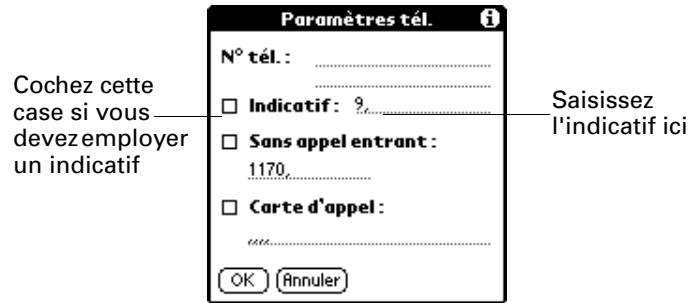 Paramètres tél. i
N° tél. :
Cochez cette
case si vous
devez employer
un indicatif
Indicatif : 9,
Saisissez
l'indicatif ici
Sans appel entrant :
1170,
Carte d'appel :
,,,,
OK Annuler